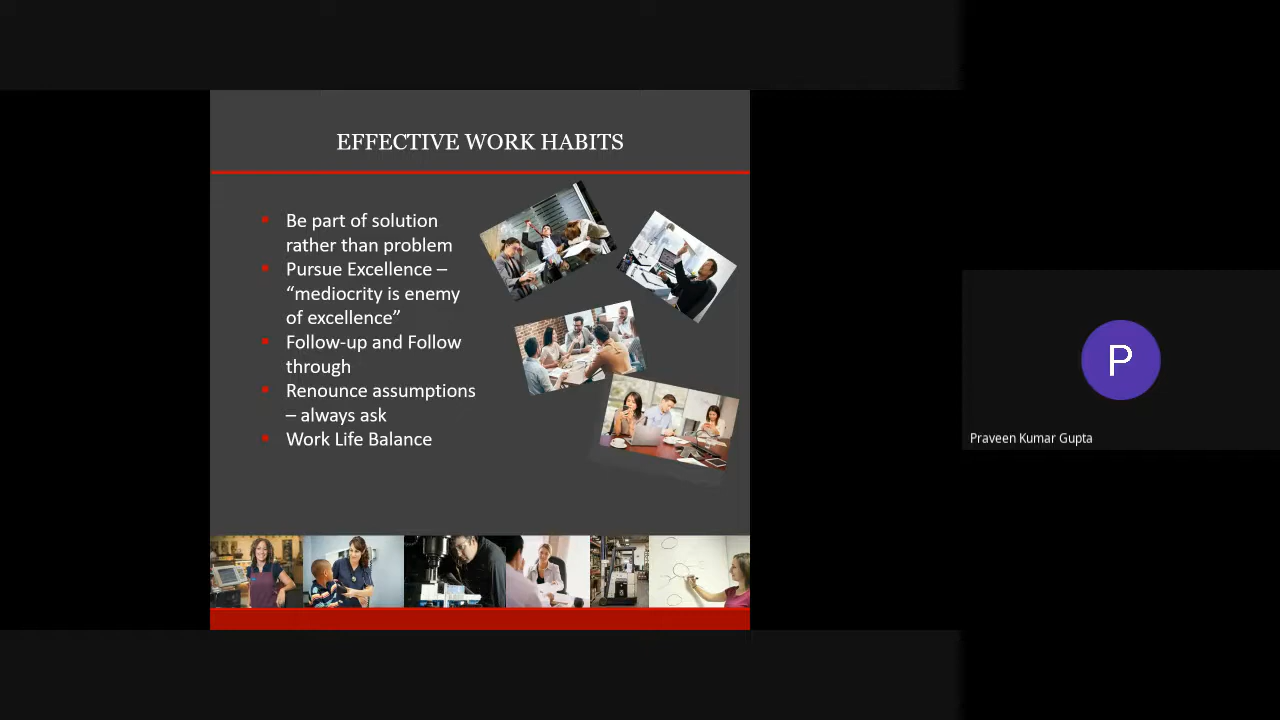 EFFECTIVE WORK HABITS
Be part of solution
rather than problem
Pursue Excellence –
“mediocrity is enemy
of excellence”
Follow-up and Follow
through
Renounce assumptions
– always ask
Work Life Balance
P
Praveen Kumar Gupta